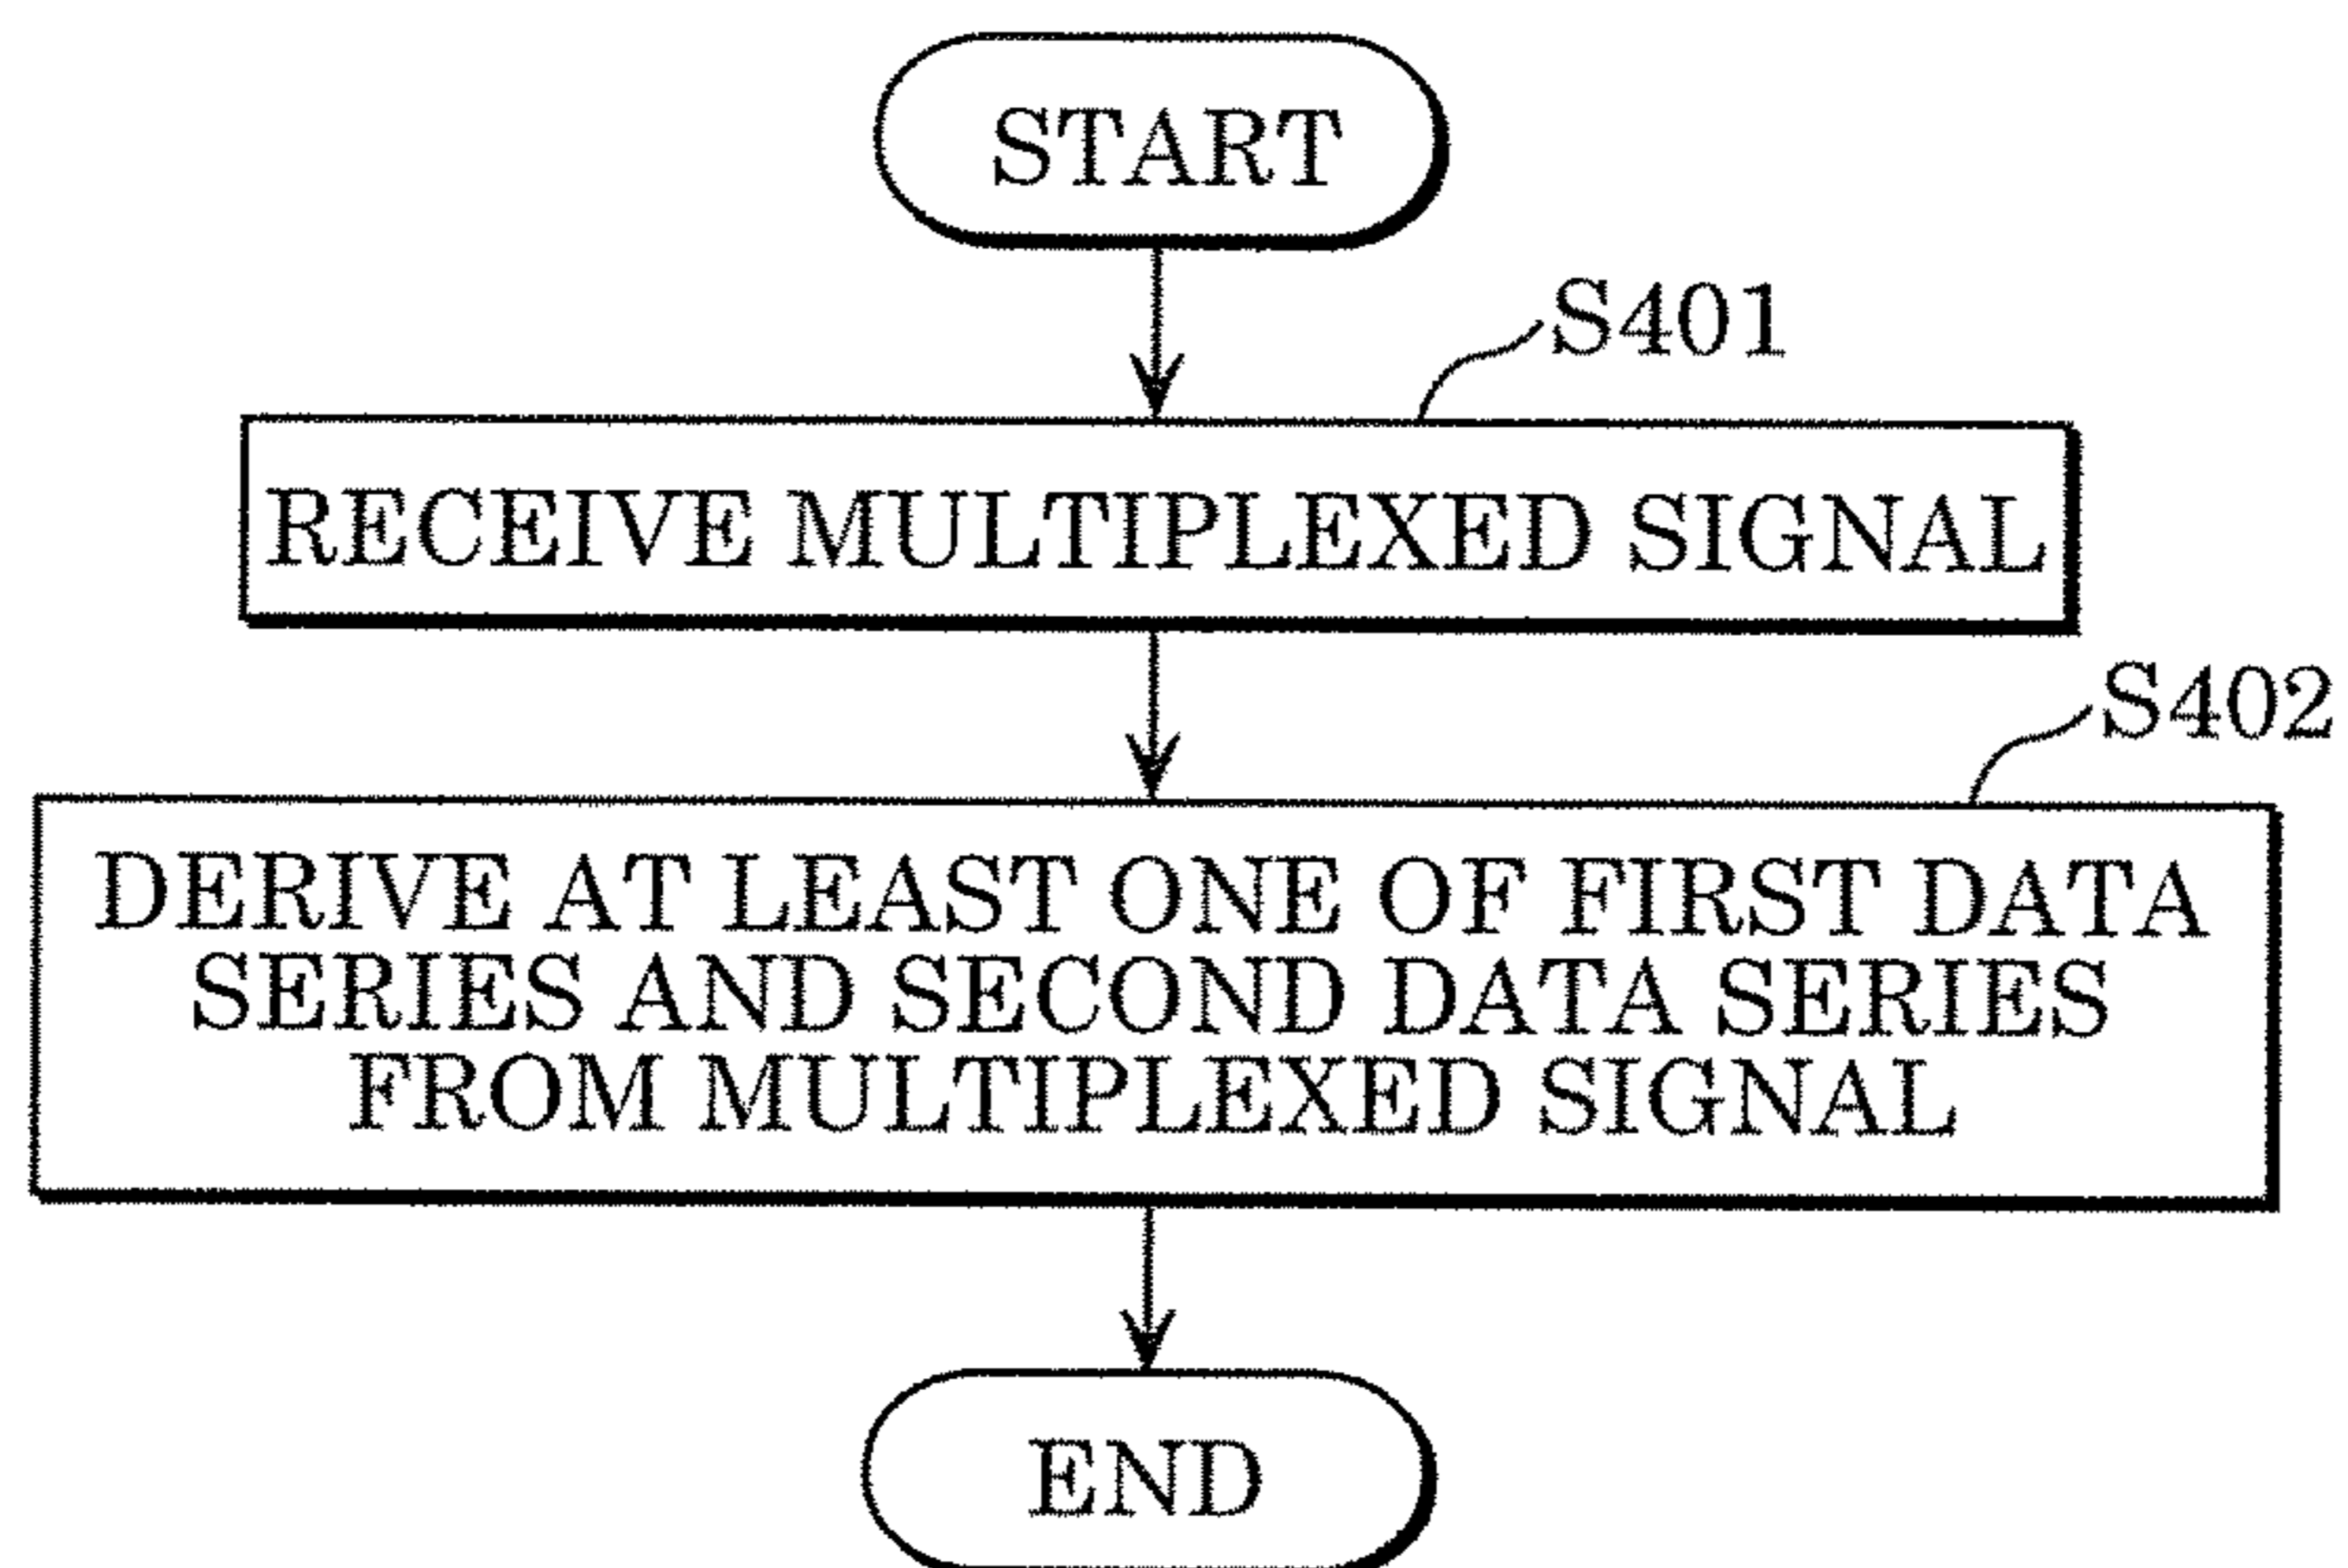 START
S401
RECEIVE MULTIPLEXED SIGNAL
S402
DERIVE AT LEAST ONE OF FIRST DATA
SERIES AND SECOND DATA SERIES
FROM MULTIPLEXED SIGNAL
END